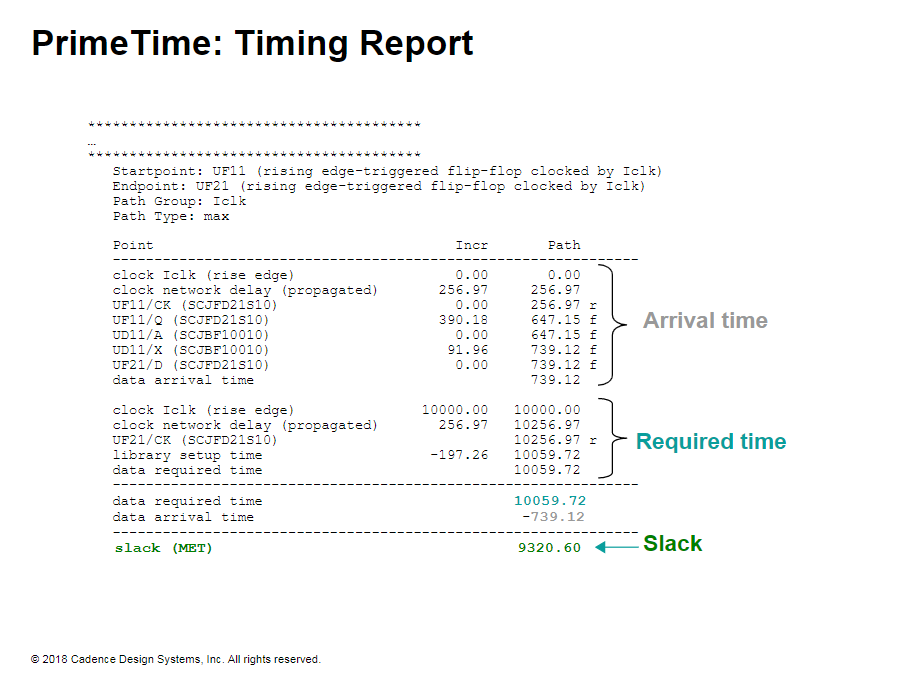 PrimeTime: Timing Report
****************************************
…
****************************************
Startpoint: UF11 (rising edge-triggered flip-flop clocked by Iclk)
Endpoint: UF21 (rising edge-triggered flip-flop clocked by Iclk)
Path Group: Iclk
Path Type: max
Point Incr Path
----------------------------------------------------------------
clock Iclk (rise edge) 0.00 0.00
clock network delay (propagated) 256.97 256.97
UF11/CK (SCJFD21S10) 0.00 256.97 r
UF11/Q (SCJFD21S10) 390.18 647.15 f
UD11/A (SCJBF10010) 0.00 647.15 f
UD11/X (SCJBF10010) 91.96 739.12 f
UF21/D (SCJFD21S10) 0.00 739.12 f
data arrival time 739.12
Arrival time
clock Iclk (rise edge) 10000.00 10000.00
clock network delay (propagated) 256.97 10256.97
UF21/CK (SCJFD21S10) 10256.97 r
library setup time -197.26 10059.72
data required time 10059.72
Required time
----------------------------------------------------------------
data required time 10059.72
data arrival time -739.12
----------------------------------------------------------------
slack (MET) 9320.60
Slack
© 2018 Cadence Design Systems, Inc. All rights reserved.